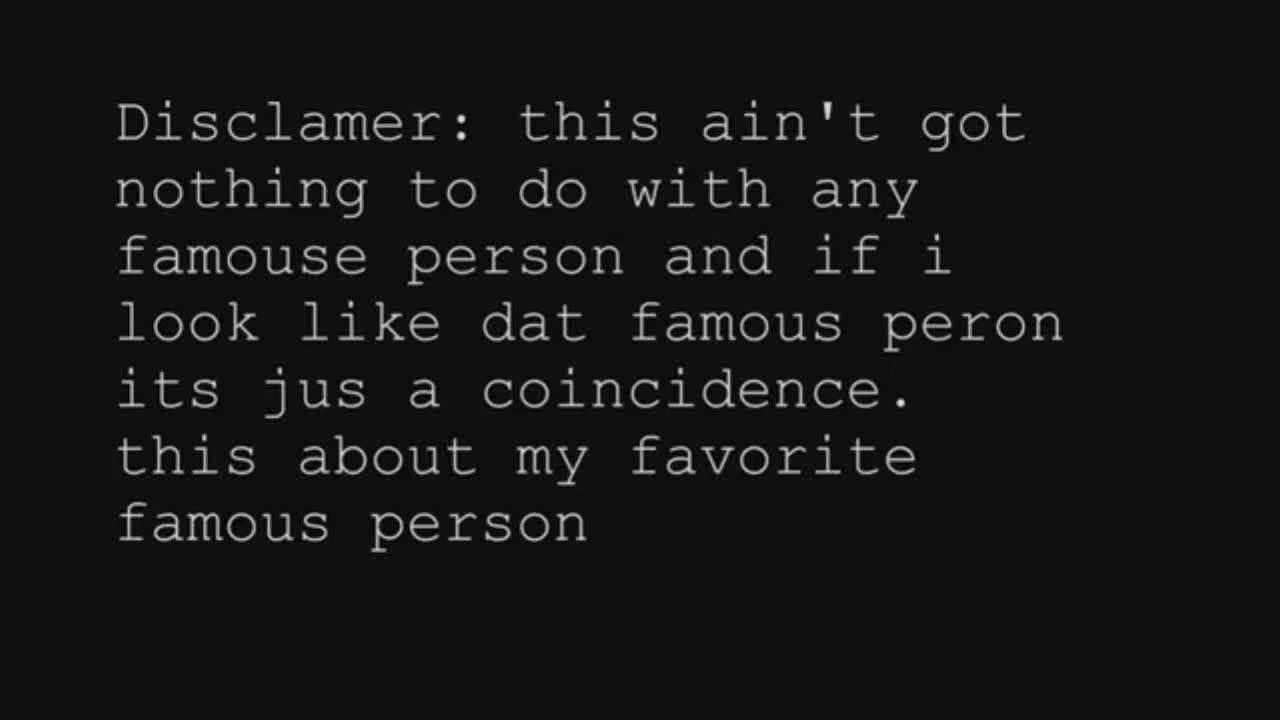 Disclamer: this ain't got
nothing to do with any
famouse person and if i
look like dat famous peron
its jus a coincidence.
this about my favorite
famous person